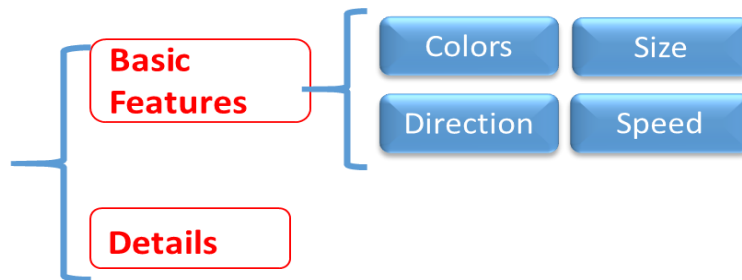 Basic
Features
Colors
Size
Direction
Speed
Details